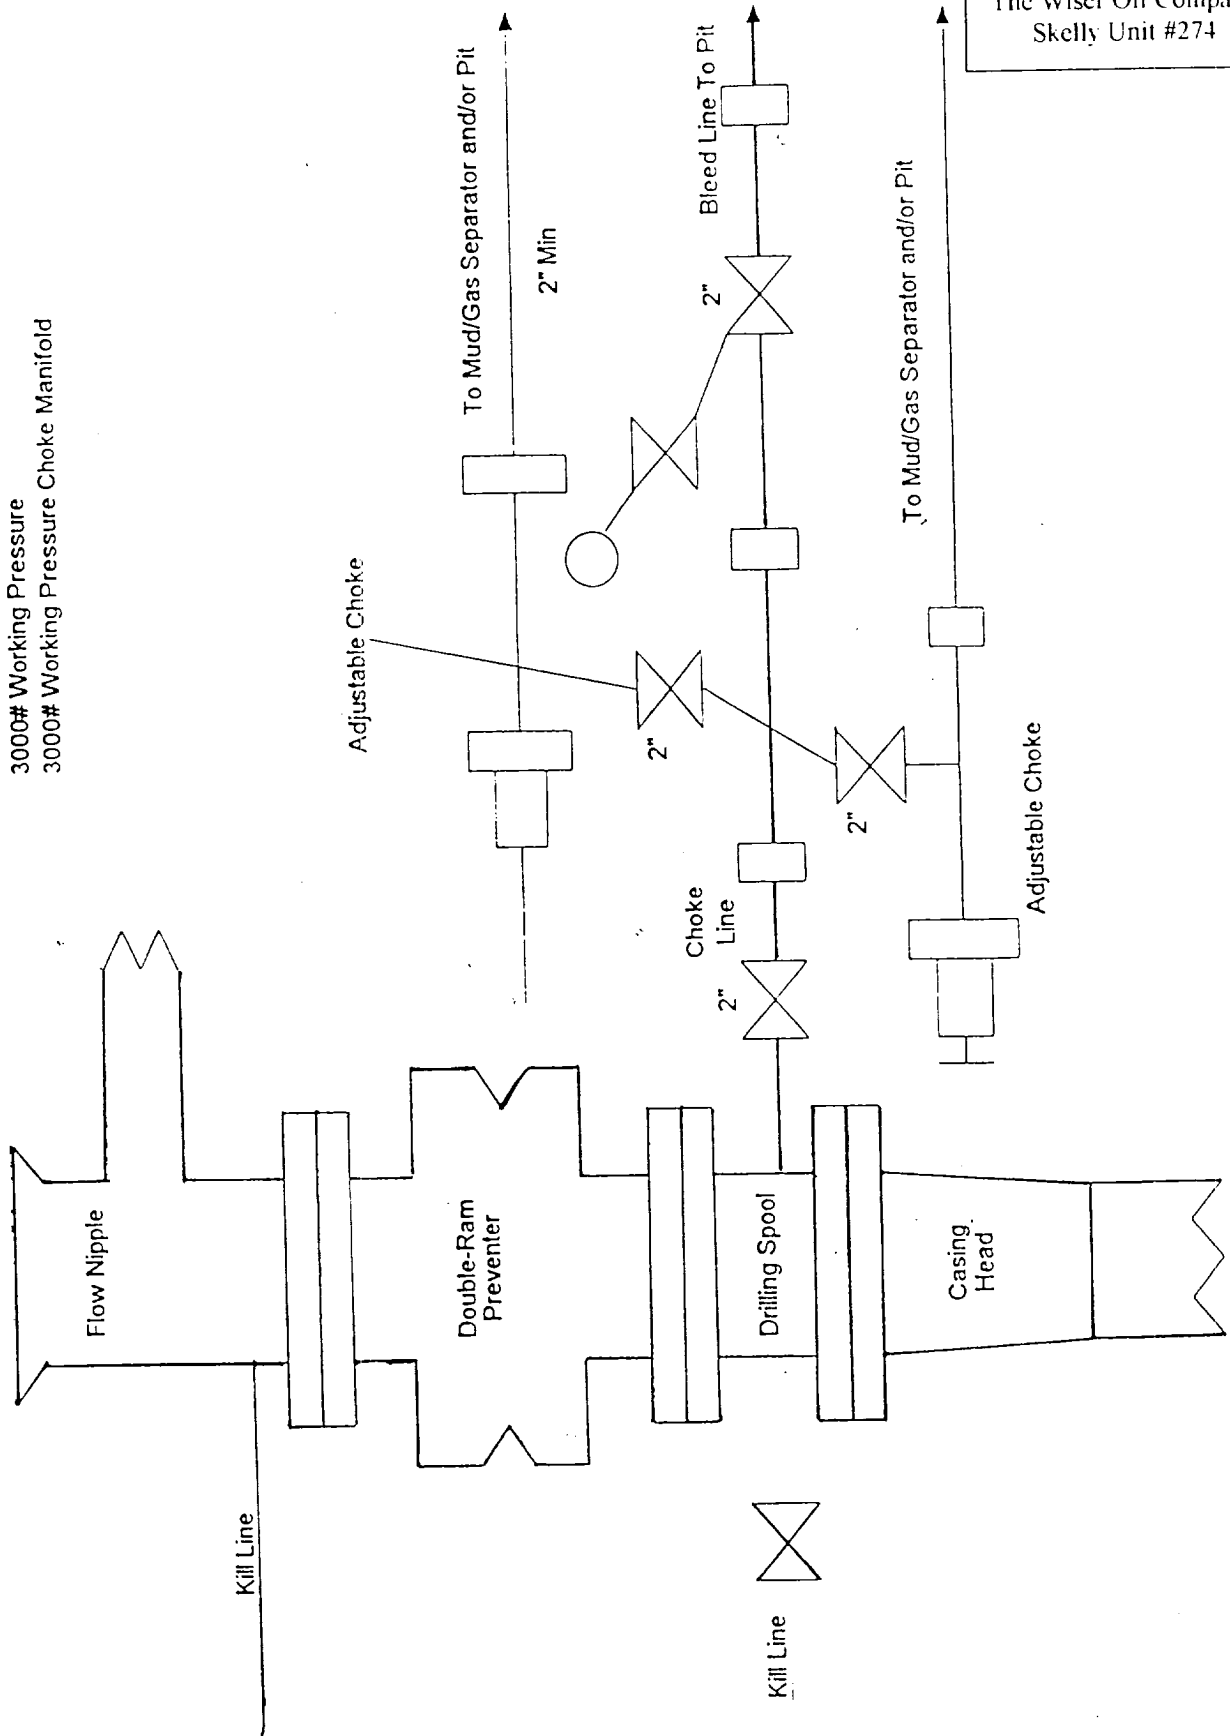 3000# Working Pressure
3000# Working Pressure Choke Manifold
Skelly Unit #274
Flow Nipple
Kill Line
Double-Ram
Preventer
Drilling Spool
Casing
Head
Kill Line
Adjustable Choke
To Mud/Gas Separator and/or Pit
2" Min
2"
Choke
Line
2"
2"
2"
Bleed Line To Pit
To Mud/Gas Separator and/or Pit
Adjustable Choke